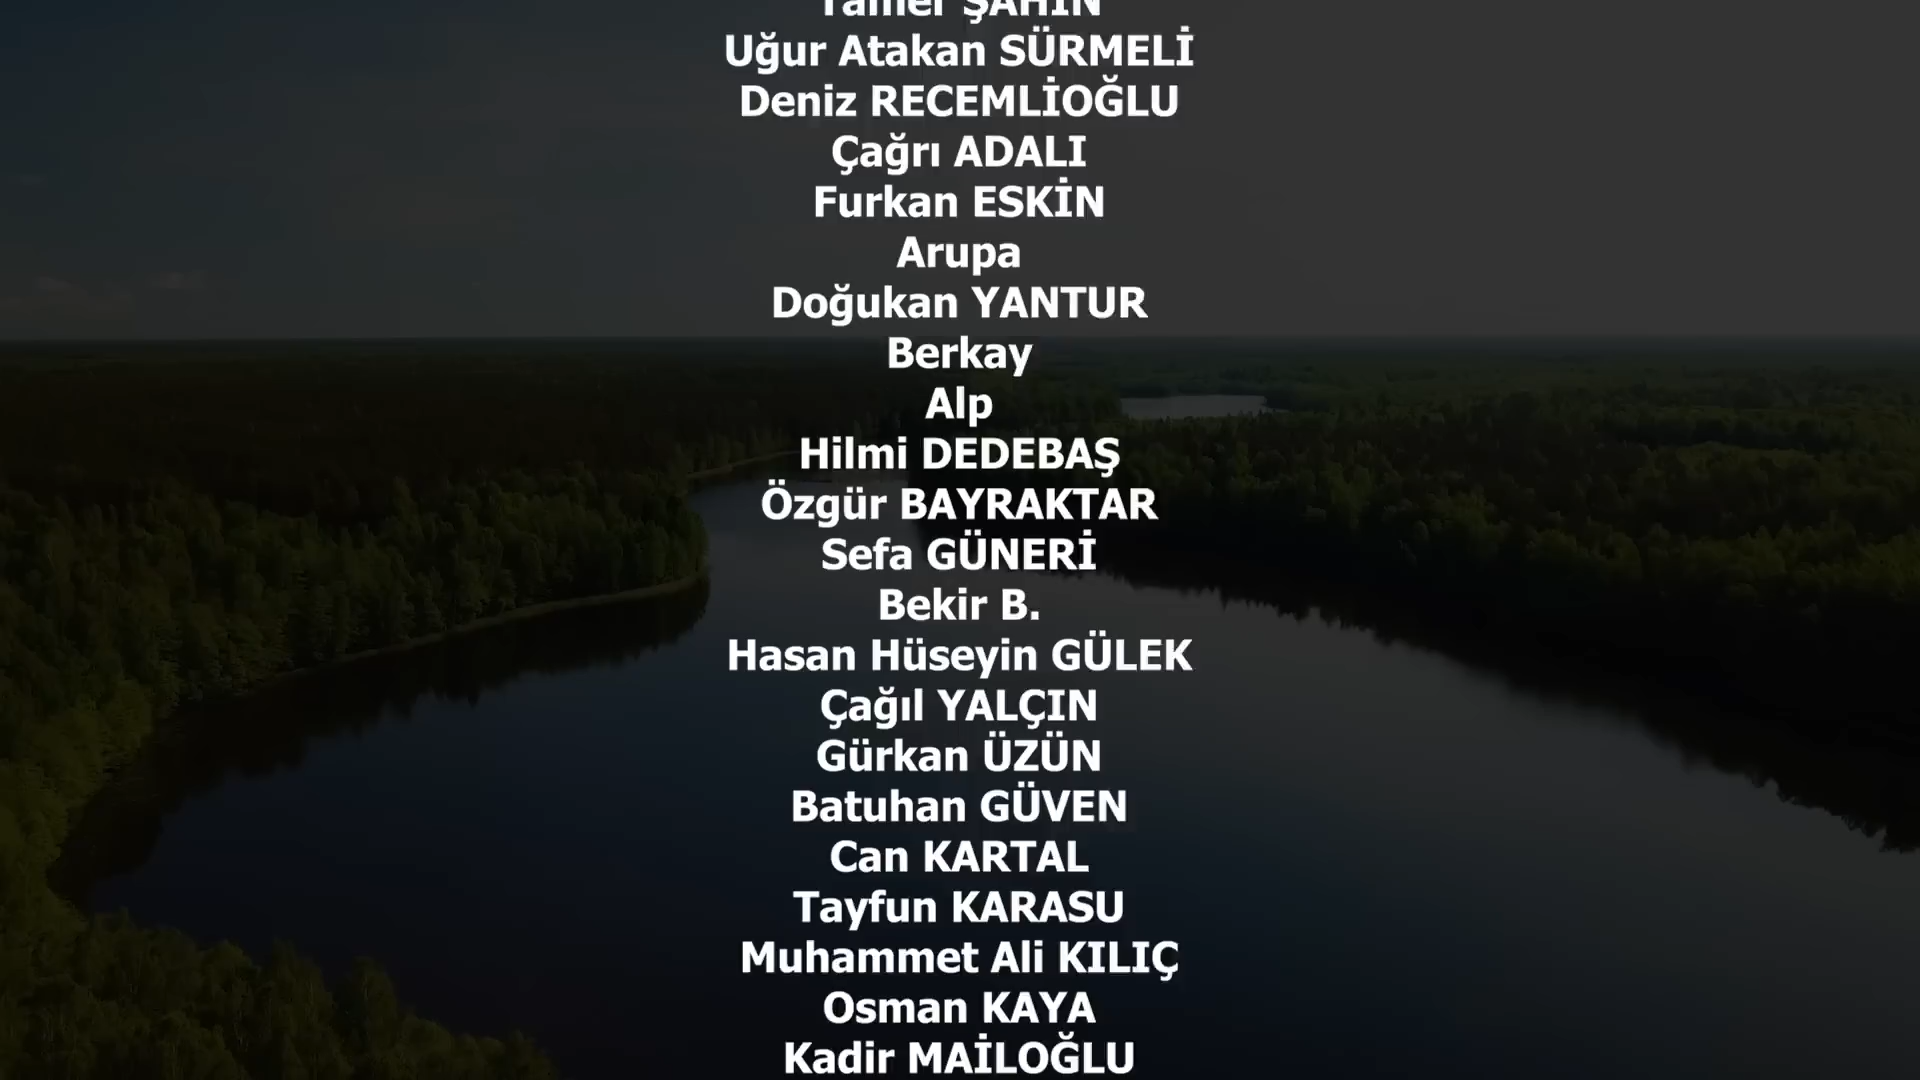 Tamer ŞAHİN
Uğur Atakan SÜRMELİ
Deniz RECEMLİOĞLU
Çağrı ADALI
Furkan ESKİN
Arupa
Doğukan YANTUR
Berkay
Alp
Hilmi DEDEBAŞ
Özgür BAYRAKTAR
Sefa GÜNERİ
Bekir B.
Hasan Hüseyin GÜLEK
Çağıl YALÇIN
Gürkan ÜZÜN
Batuhan GÜVEN
Can KARTAL
Tayfun KARASU
Muhammet Ali KILIÇ
Osman KAYA
Kadir MAİLOĞLU